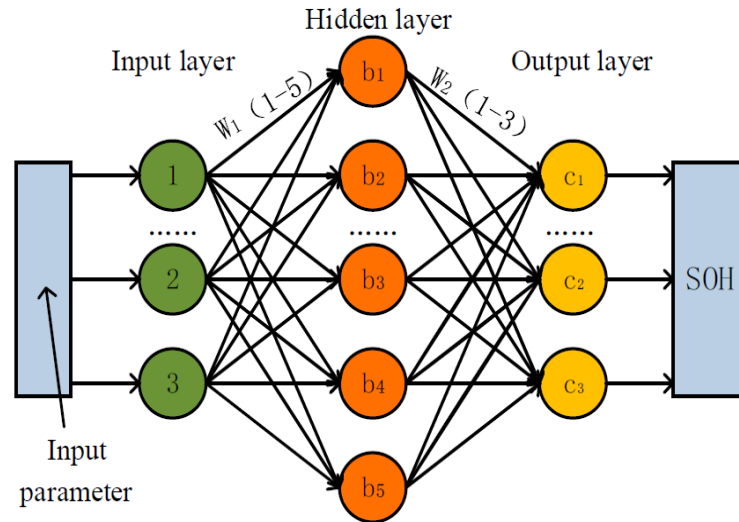 Hidden layer
Input layer
Output layer
W₁ (1-5)
W₂ (1-3)
b₁
1
b₂
c₁
......
......
......
2
b₃
c₂
SOH
3
b₄
c₃
b₅
Input
parameter